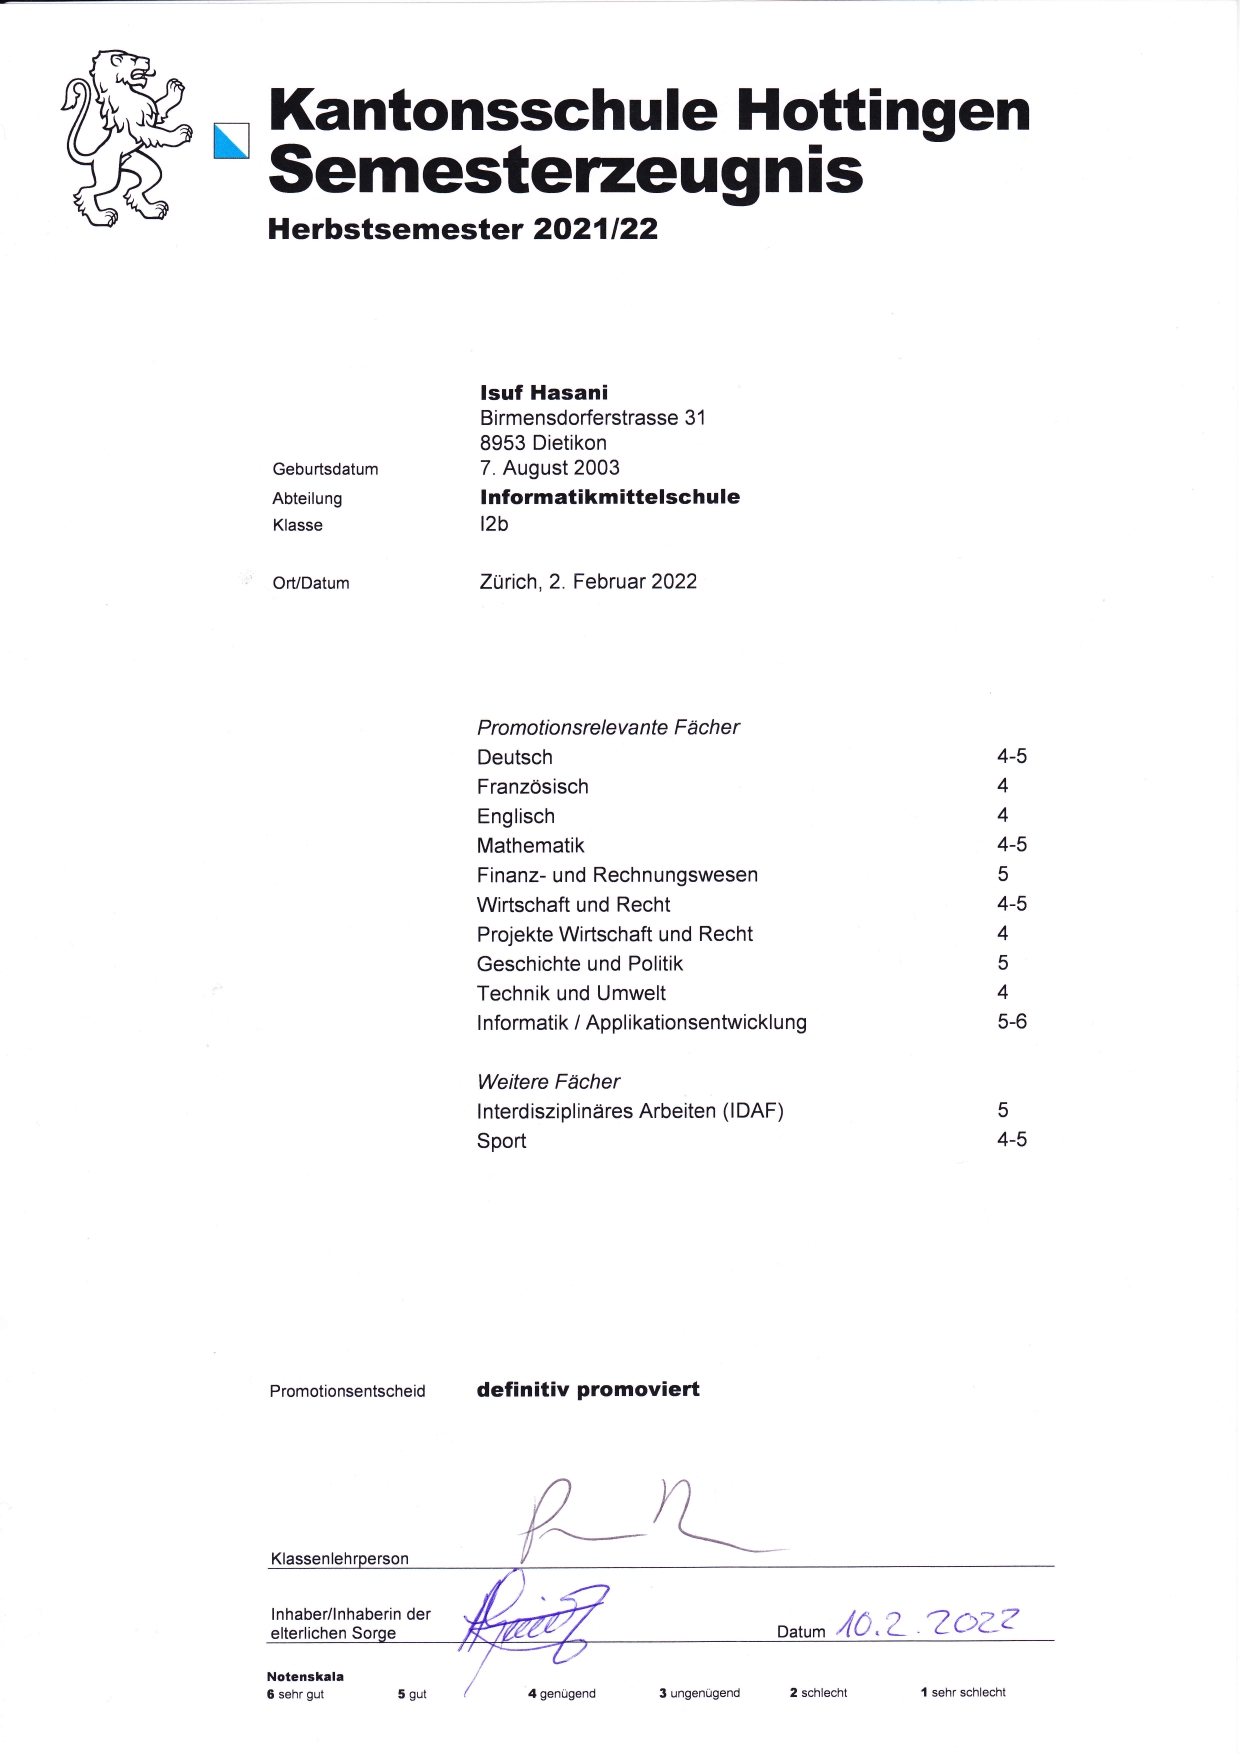 Kantonsschule Hottingen
Semesterzeugnis
Herbstsemester 2021/22
Isuf Hasani
Birmensdorferstrasse 31
8953 Dietikon
Geburtsdatum 7. August 2003
Abteilung Informatikmittelschule
Klasse I2b
Ort/Datum Zürich, 2. Februar 2022
Promotionsrelevante Fächer
Deutsch 4-5
Französisch 4
Englisch 4
Mathematik 4-5
Finanz- und Rechnungswesen 5
Wirtschaft und Recht 4-5
Projekte Wirtschaft und Recht 4
Geschichte und Politik 5
Technik und Umwelt 4
Informatik / Applikationsentwicklung 5-6
Weitere Fächer
Interdisziplinäres Arbeiten (IDAF) 5
Sport 4-5
Promotionsentscheid definitiv promoviert
Klassenlehrperson
Inhaber/Inhaberin der
elterlichen Sorge Datum 10.2.2022
Notenskala
6 sehr gut 5 gut 4 genügend 3 ungenügend 2 schlecht 1 sehr schlecht